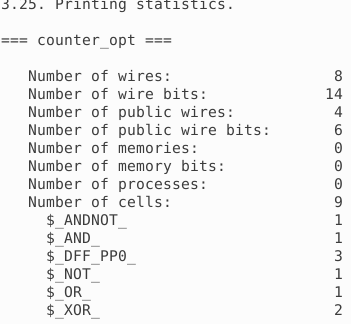 3.25. Printing statistics.
=== counter_opt ===
Number of wires: 8
Number of wire bits: 14
Number of public wires: 4
Number of public wire bits: 6
Number of memories: 0
Number of memory bits: 0
Number of processes: 0
Number of cells: 9
$_ANDNOT_ 1
$_AND_ 1
$_DFF_PP0_ 3
$_NOT_ 1
$_OR_ 1
$_XOR_ 2